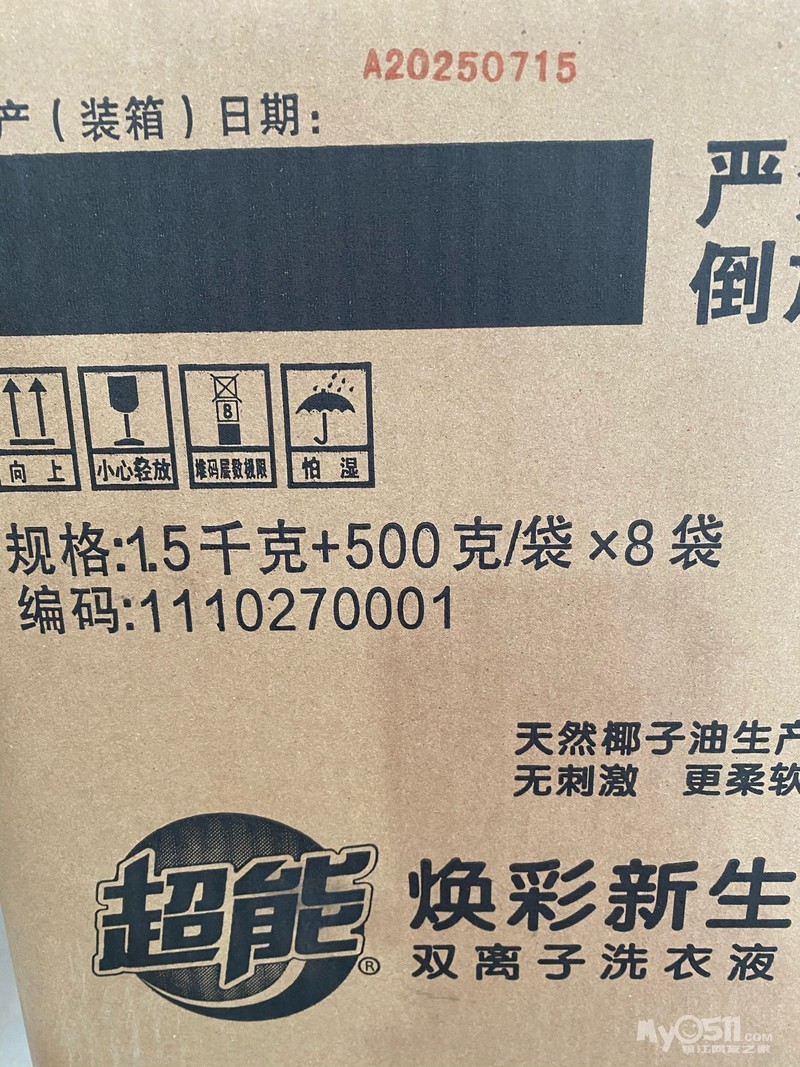 A20250715
产（装箱）日期：
严
倒放
向上
小心轻放
8
堆码层数极限
怕湿
规格:1.5千克+500克/袋×8袋
编码:1110270001
天然椰子油生产
无刺激 更柔软
超能®
焕彩新生
双离子洗衣液
My0511.COM
镇江网友之家